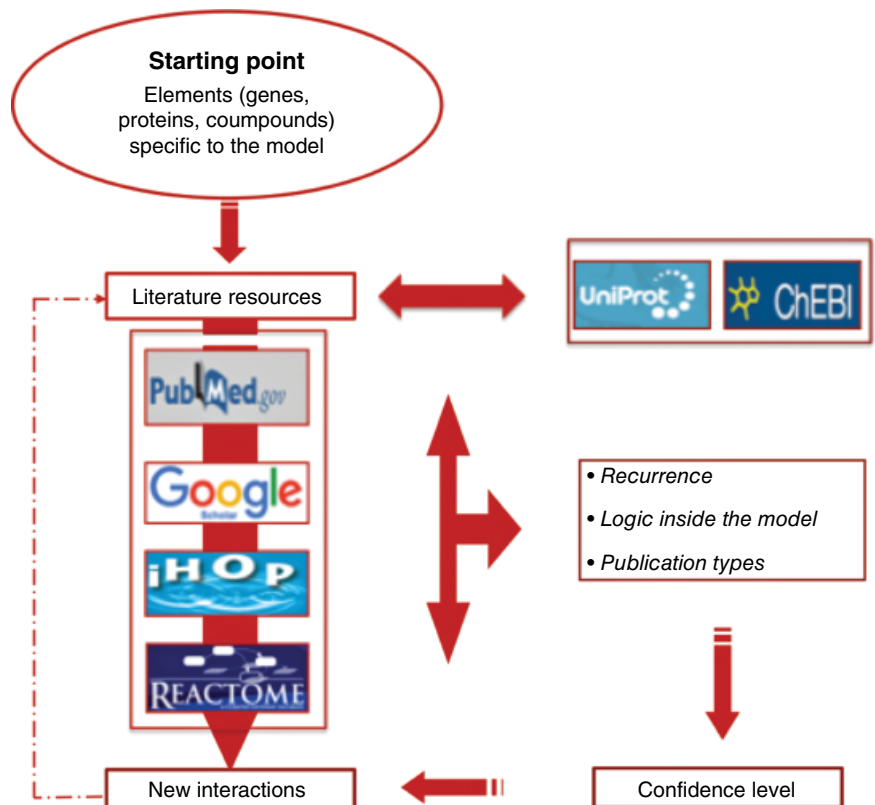 Starting point
Elements (genes,
proteins, coumpounds)
specific to the model
Literature resources
UniProt
ChEBI
PubMed.gov
Google
Scholar
iHOP
• Recurrence
• Logic inside the model
• Publication types
REACTOME
New interactions
Confidence level